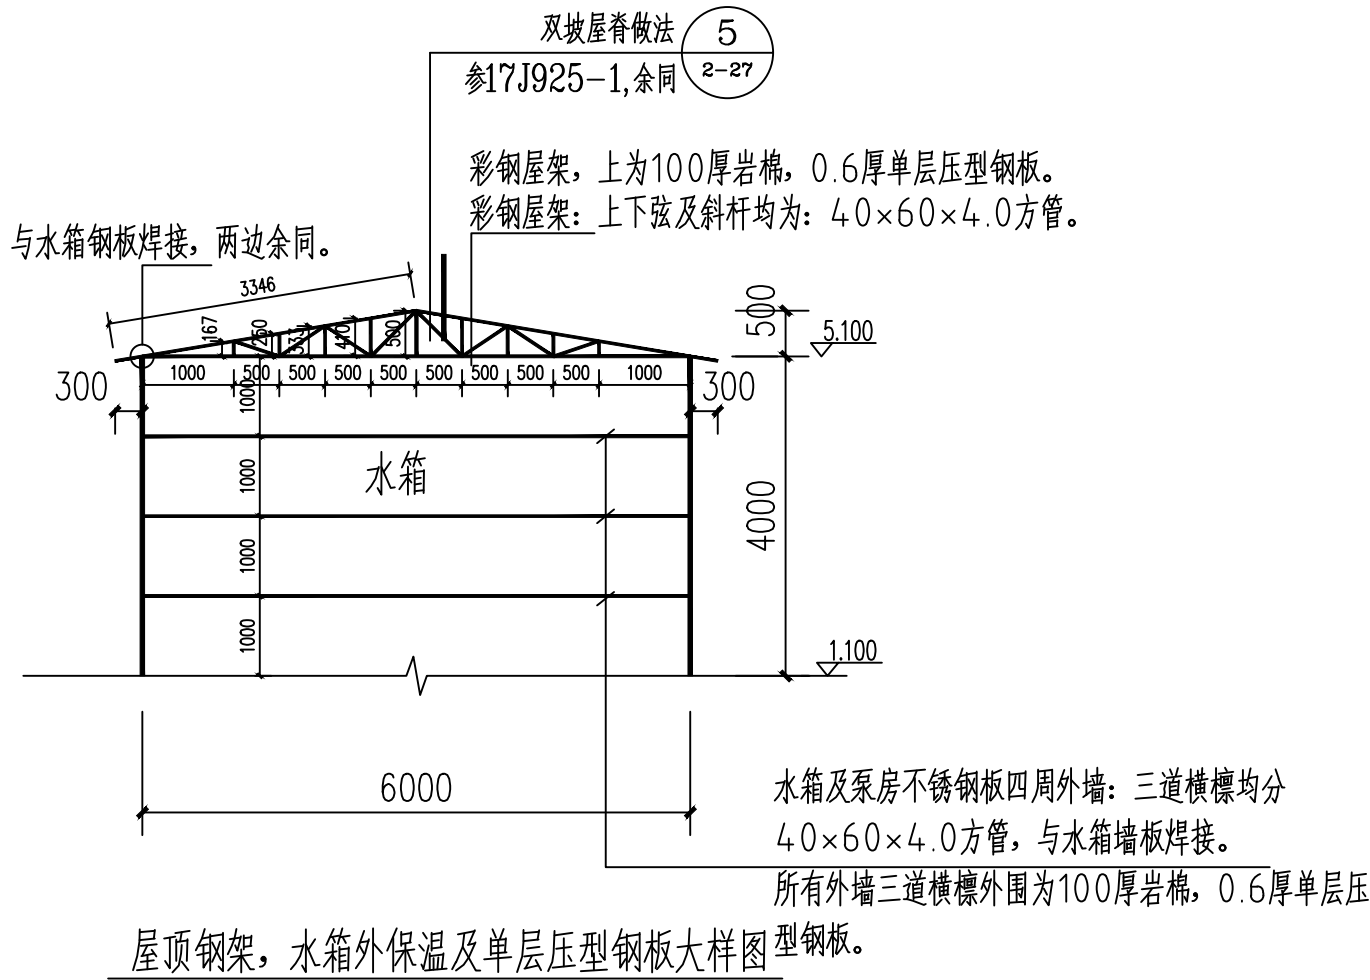 双坡屋脊做法
5
参17J925-1,余同
2-27
彩钢屋架，上为100厚岩棉，0.6厚单层压型钢板。
彩钢屋架：上下弦及斜杆均为：40×60×4.0方管。
与水箱钢板焊接，两边余同。
3346
167
250
333
410
500
500
5.100
1000
500
500
500
500
500
500
500
500
1000
300
300
1000
水箱
1000
1000
1000
4000
1.100
6000
水箱及泵房不锈钢板四周外墙：三道横檩均分
40×60×4.0方管，与水箱墙板焊接。
所有外墙三道横檩外围为100厚岩棉，0.6厚单层压
型钢板。
屋顶钢架，水箱外保温及单层压型钢板大样图